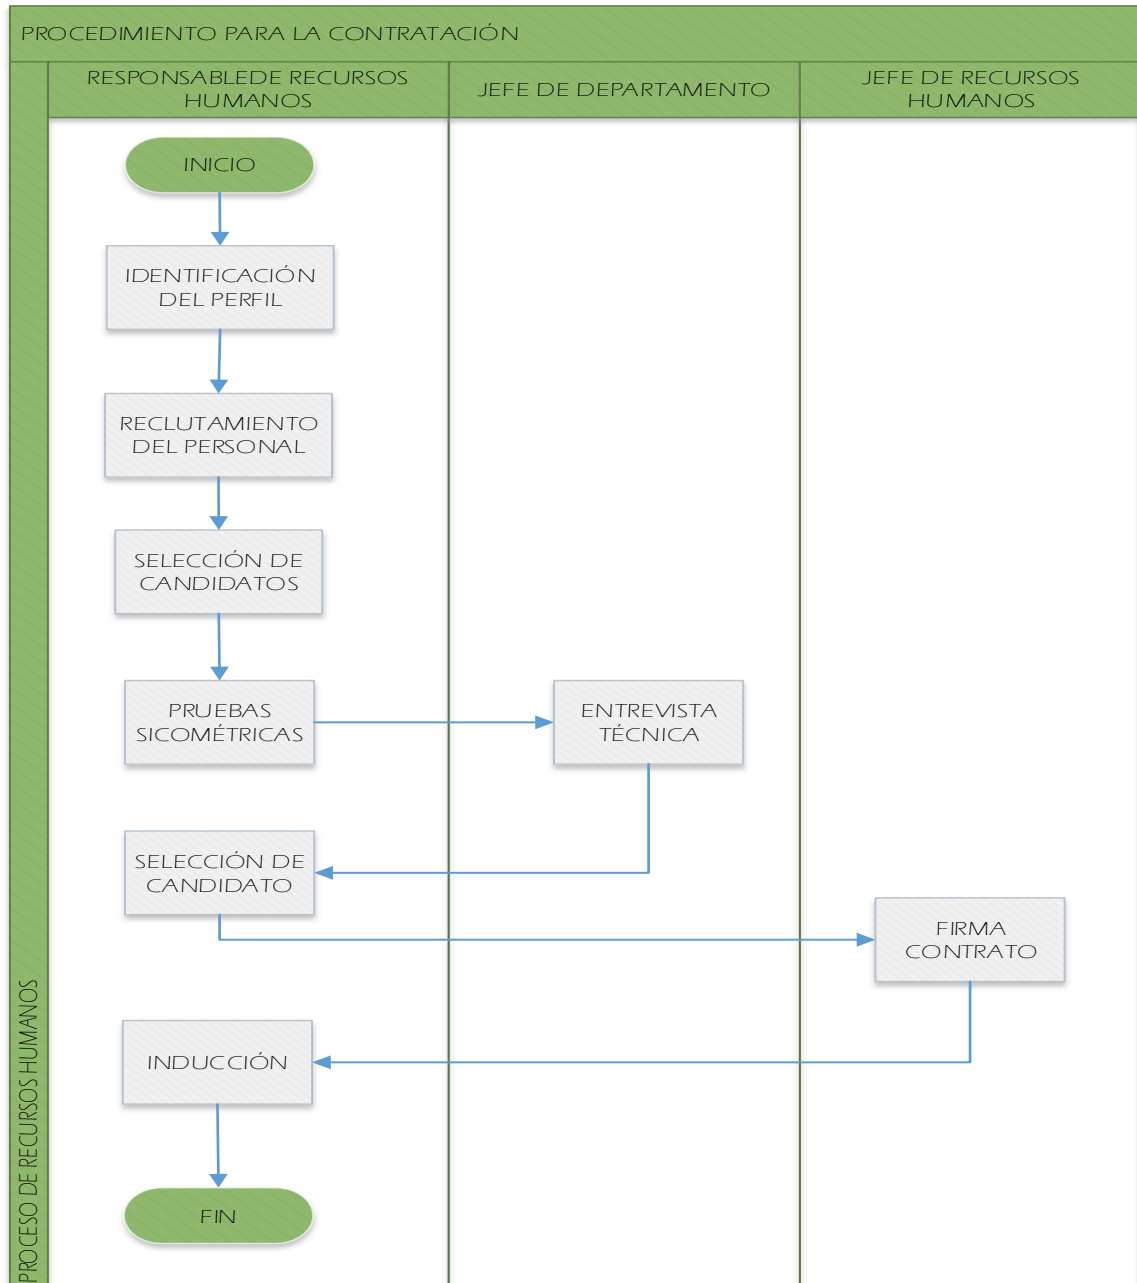 PROCEDIMIENTO PARA LA CONTRATACIÓN
RESPONSABLEDE RECURSOS
HUMANOS
JEFE DE DEPARTAMENTO
JEFE DE RECURSOS
HUMANOS
INICIO
IDENTIFICACIÓN
DEL PERFIL
RECLUTAMIENTO
DEL PERSONAL
SELECCIÓN DE
CANDIDATOS
PRUEBAS
SICOMÉTRICAS
ENTREVISTA
TÉCNICA
SELECCIÓN DE
CANDIDATO
FIRMA
CONTRATO
INDUCCIÓN
FIN
PROCESO DE RECURSOS HUMANOS